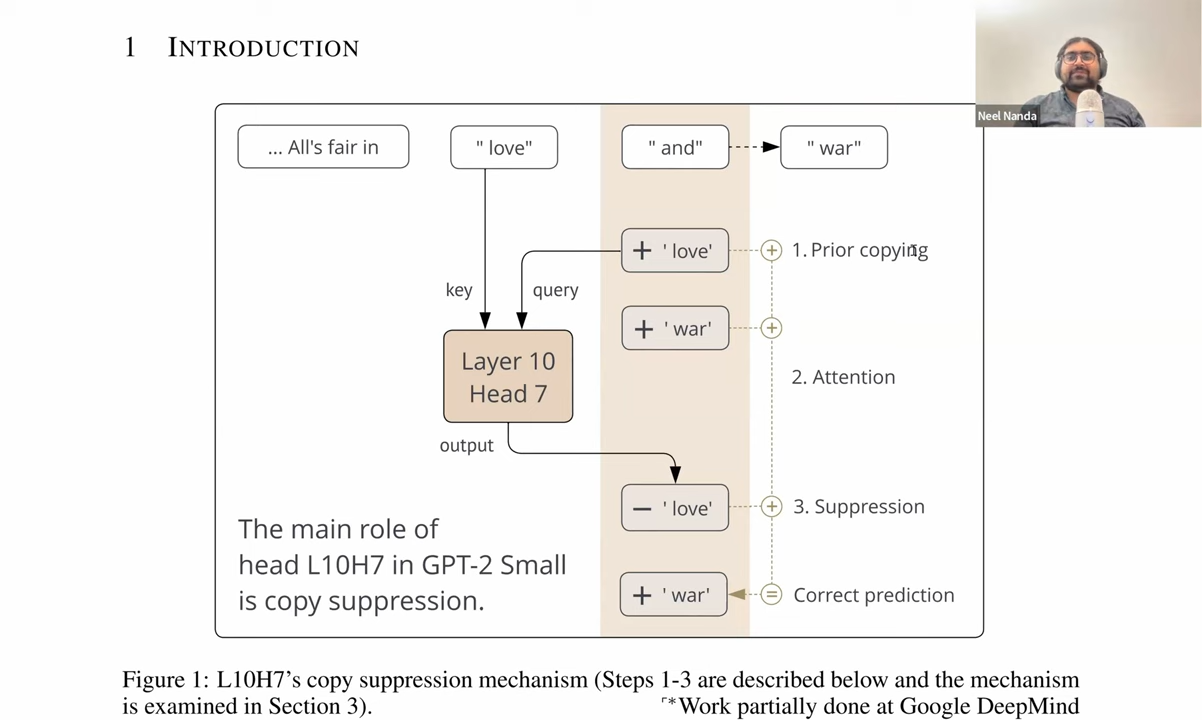 1 INTRODUCTION
Neel Nanda
... All's fair in
" love"
" and"
" war"
+ ' love'
+
1. Prior copying
key
query
+ ' war'
+
Layer 10
Head 7
2. Attention
output
− ' love'
+
3. Suppression
The main role of
head L10H7 in GPT-2 Small
is copy suppression.
+ ' war'
=
Correct prediction
Figure 1: L10H7's copy suppression mechanism (Steps 1-3 are described below and the mechanism
is examined in Section 3).
⌜*Work partially done at Google DeepMind